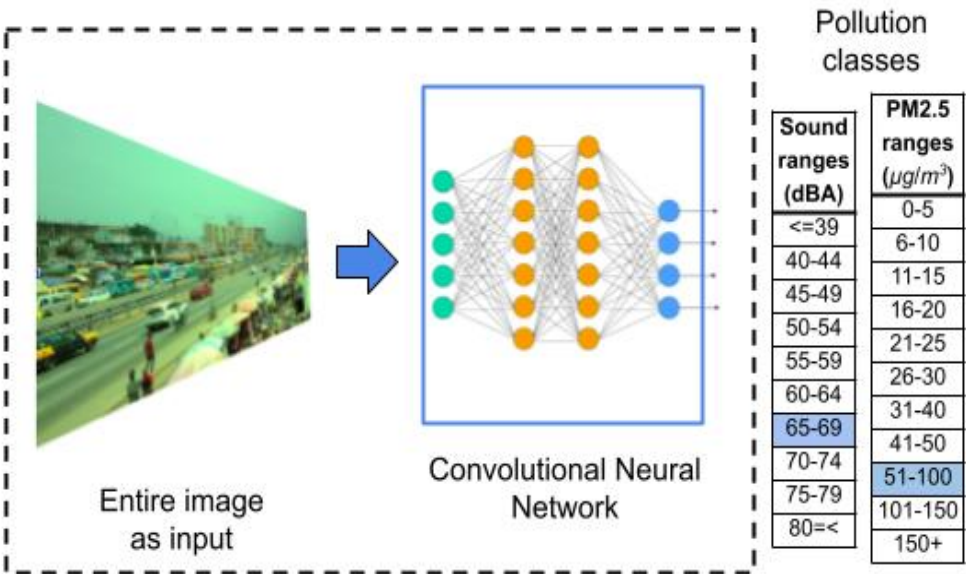 Pollution
classes
Entire image
as input
Convolutional Neural
Network
Sound
ranges
(dBA)
<=39
40-44
45-49
50-54
55-59
60-64
65-69
70-74
75-79
80=<
PM2.5
ranges
(μg/m³)
0-5
6-10
11-15
16-20
21-25
26-30
31-40
41-50
51-100
101-150
150+